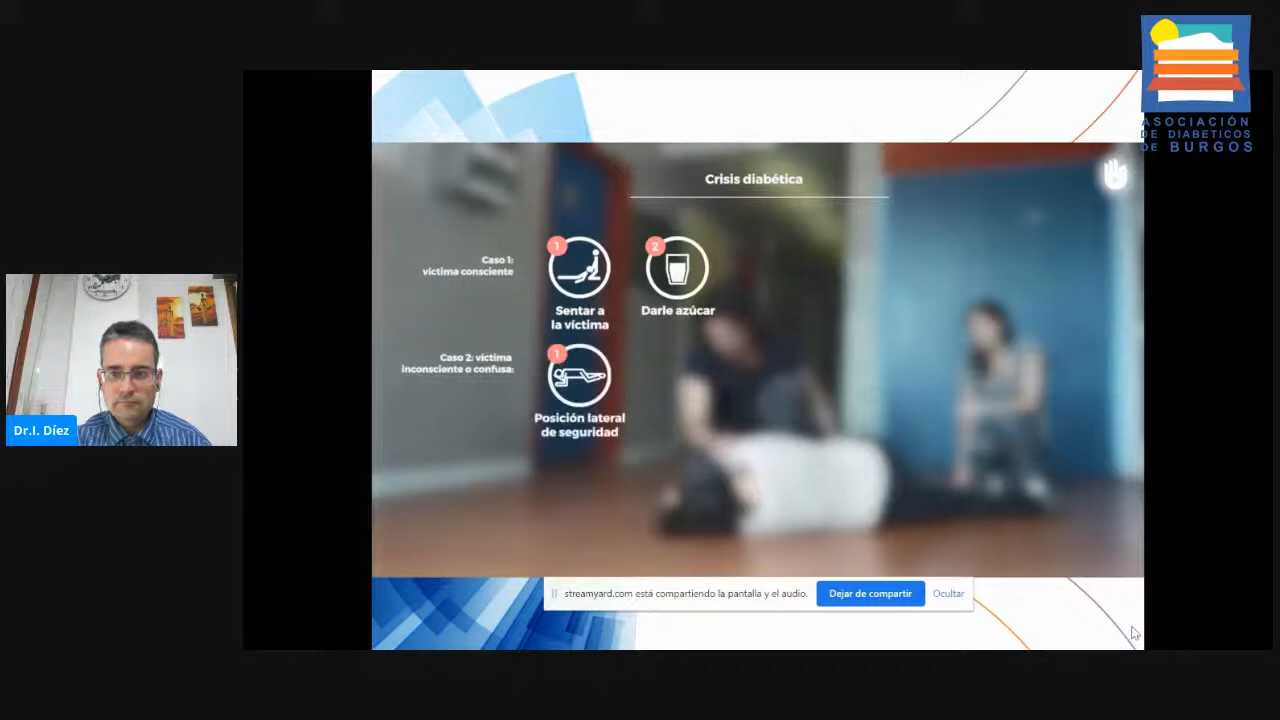 ASOCIACIÓN
DE DIABETICOS
DE BURGOS
Crisis diabética
Caso 1:
víctima consciente
1
2
Sentar a
la víctima
Darle azúcar
Caso 2: víctima
inconsciente o confusa:
1
Posición lateral
de seguridad
Dr.I. Díez
streamyard.com está compartiendo la pantalla y el audio.
Dejar de compartir
Ocultar